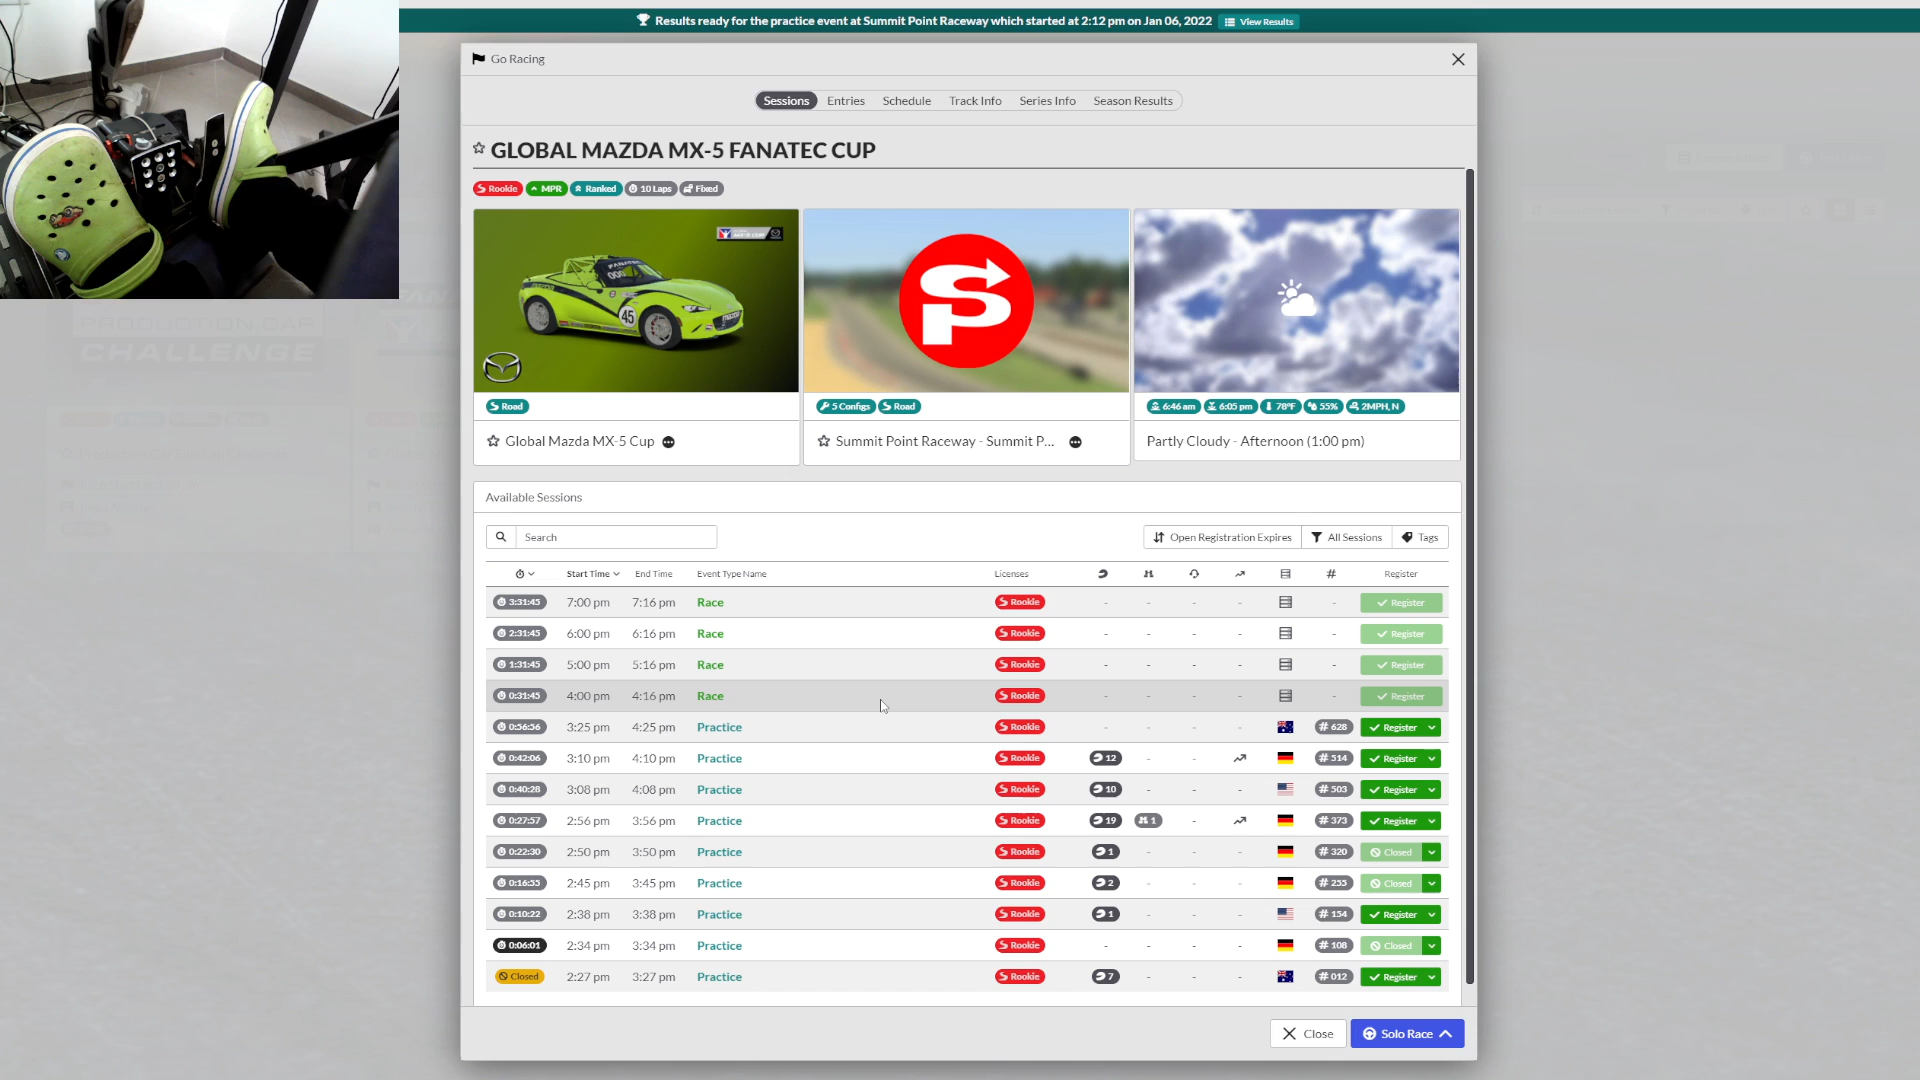 Results ready for the practice event at Summit Point Raceway which started at 2:12 pm on Jan 06, 2022 View Results
Go Racing
Sessions Entries Schedule Track Info Series Info Season Results
GLOBAL MAZDA MX-5 FANATEC CUP
Rookie MPR Ranked 10 Laps Fixed
FANATEC
000
45
SP
Road
5 Configs Road
6:46 am 6:05 pm 78°F 55% 2MPH, N
Global Mazda MX-5 Cup
Summit Point Raceway - Summit P...
Partly Cloudy - Afternoon (1:00 pm)
PRODUCTION CAR
CHALLENGE
Available Sessions
Search Open Registration Expires All Sessions Tags
Start Time End Time Event Type Name Licenses # Register
3:31:45 7:00 pm 7:16 pm Race Rookie - - - - - Register
2:31:45 6:00 pm 6:16 pm Race Rookie - - - - - Register
1:31:45 5:00 pm 5:16 pm Race Rookie - - - - - Register
0:31:45 4:00 pm 4:16 pm Race Rookie - - - - - Register
0:56:56 3:25 pm 4:25 pm Practice Rookie - - - - # 628 Register
0:42:06 3:10 pm 4:10 pm Practice Rookie 12 - - # 514 Register
0:40:28 3:08 pm 4:08 pm Practice Rookie 10 - - - # 503 Register
0:27:57 2:56 pm 3:56 pm Practice Rookie 19 1 - # 373 Register
0:22:30 2:50 pm 3:50 pm Practice Rookie 1 - - - # 320 Closed
0:16:55 2:45 pm 3:45 pm Practice Rookie 2 - - - # 255 Closed
0:10:22 2:38 pm 3:38 pm Practice Rookie 1 - - - # 154 Register
0:06:01 2:34 pm 3:34 pm Practice Rookie - - - - # 108 Closed
Closed 2:27 pm 3:27 pm Practice Rookie 7 - - - # 012 Register
Close Solo Race